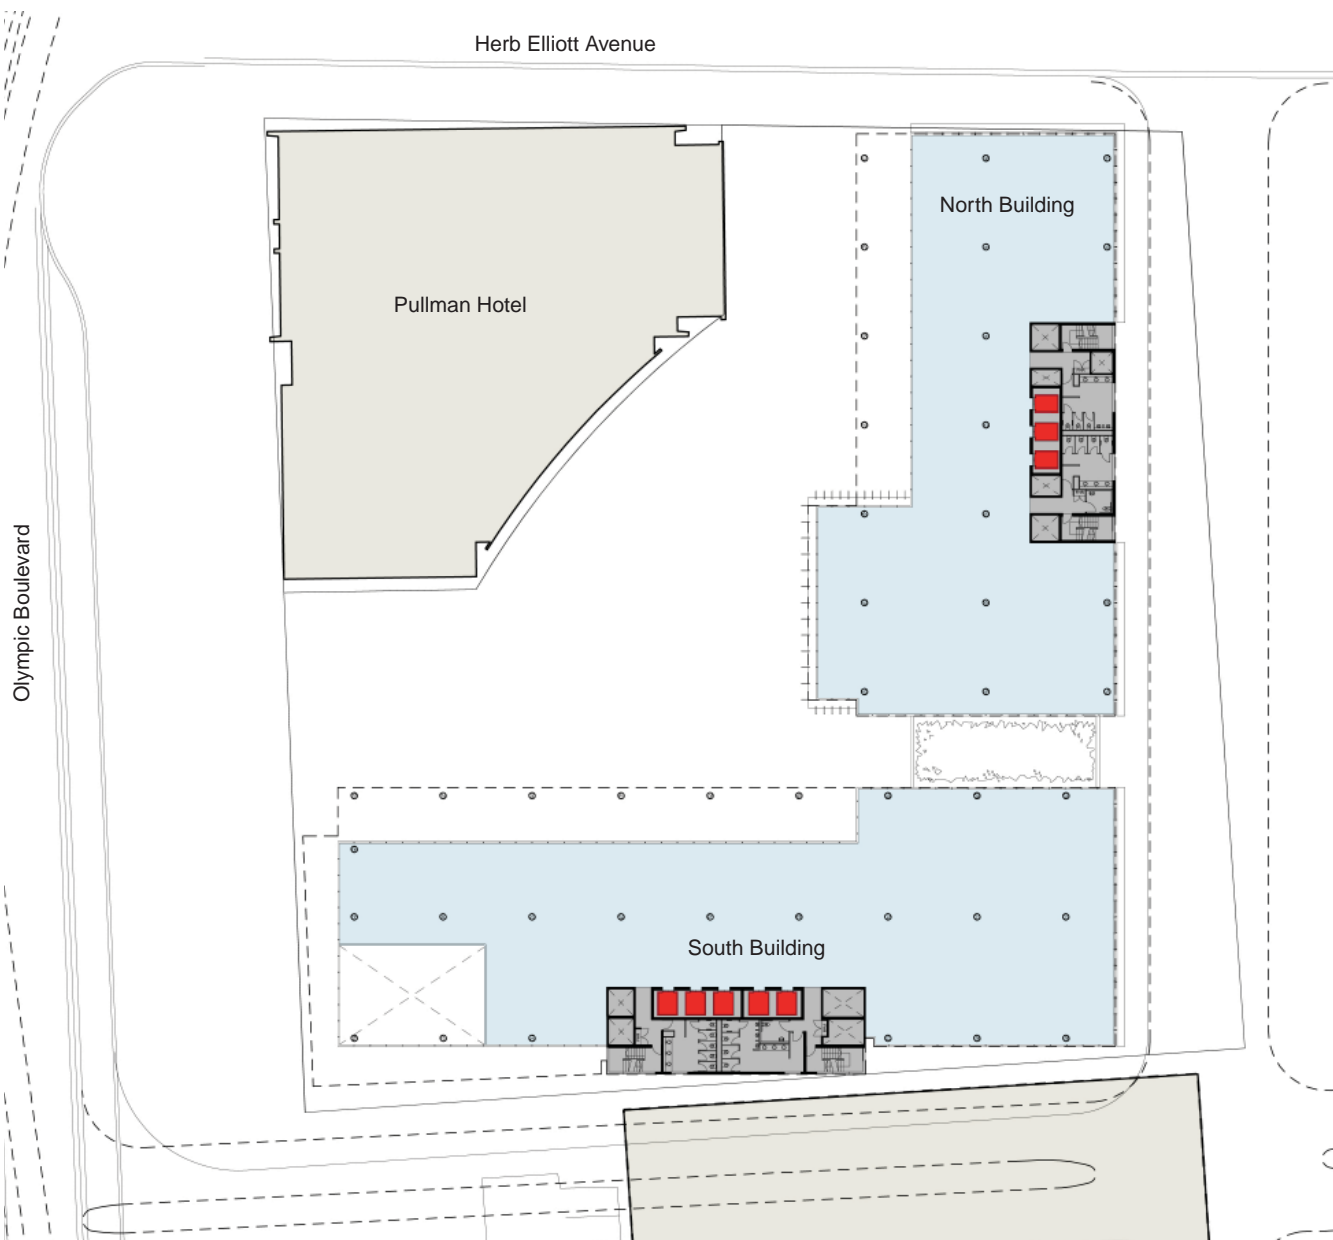 Herb Elliott Avenue
North Building
Pullman Hotel
Olympic Boulevard
South Building